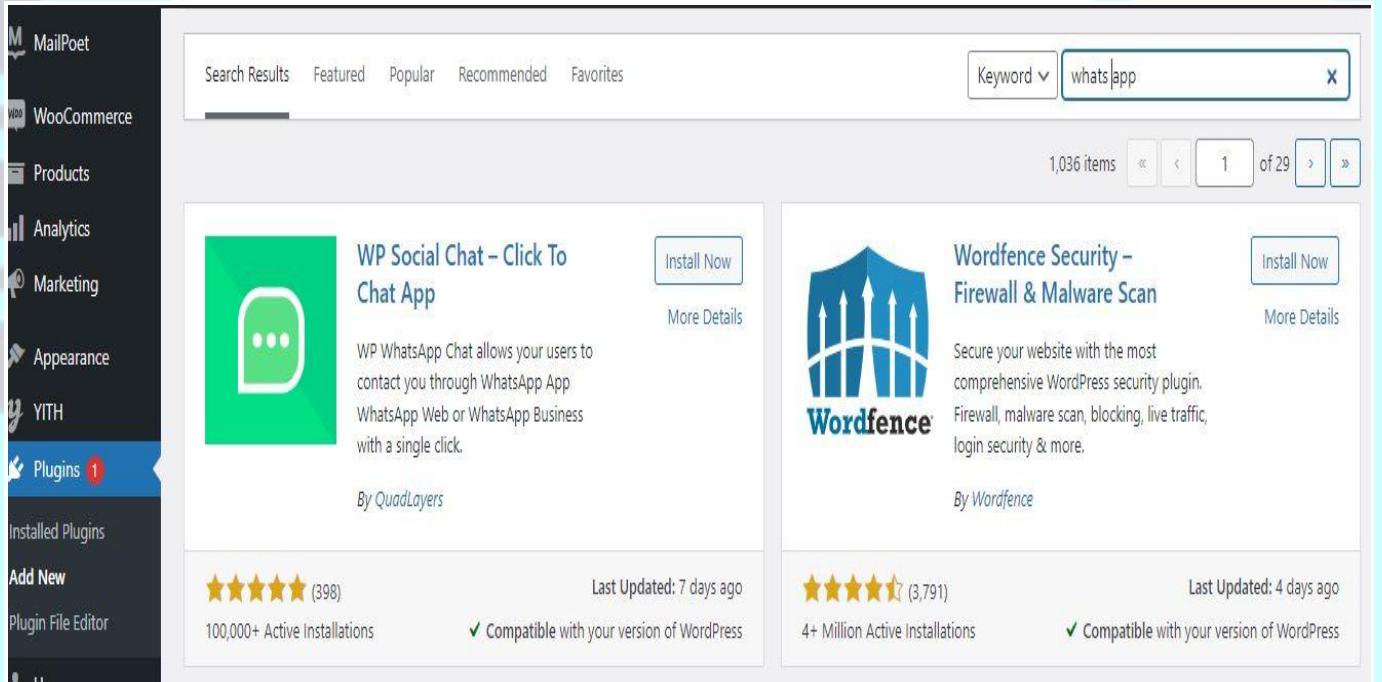 MailPoet
WooCommerce
Products
Analytics
Marketing
Appearance
YITH
Plugins 1
Installed Plugins
Add New
Plugin File Editor
Search Results Featured Popular Recommended Favorites
Keyword whats app
1,036 items « ‹ 1 of 29 › »
WP Social Chat – Click To
Chat App
Install Now
More Details
WP WhatsApp Chat allows your users to
contact you through WhatsApp App
WhatsApp Web or WhatsApp Business
with a single click.
By QuadLayers
(398)
Last Updated: 7 days ago
100,000+ Active Installations
✓ Compatible with your version of WordPress
Wordfence
Wordfence Security –
Firewall & Malware Scan
Install Now
More Details
Secure your website with the most
comprehensive WordPress security plugin.
Firewall, malware scan, blocking, live traffic,
login security & more.
By Wordfence
(3,791)
Last Updated: 4 days ago
4+ Million Active Installations
✓ Compatible with your version of WordPress